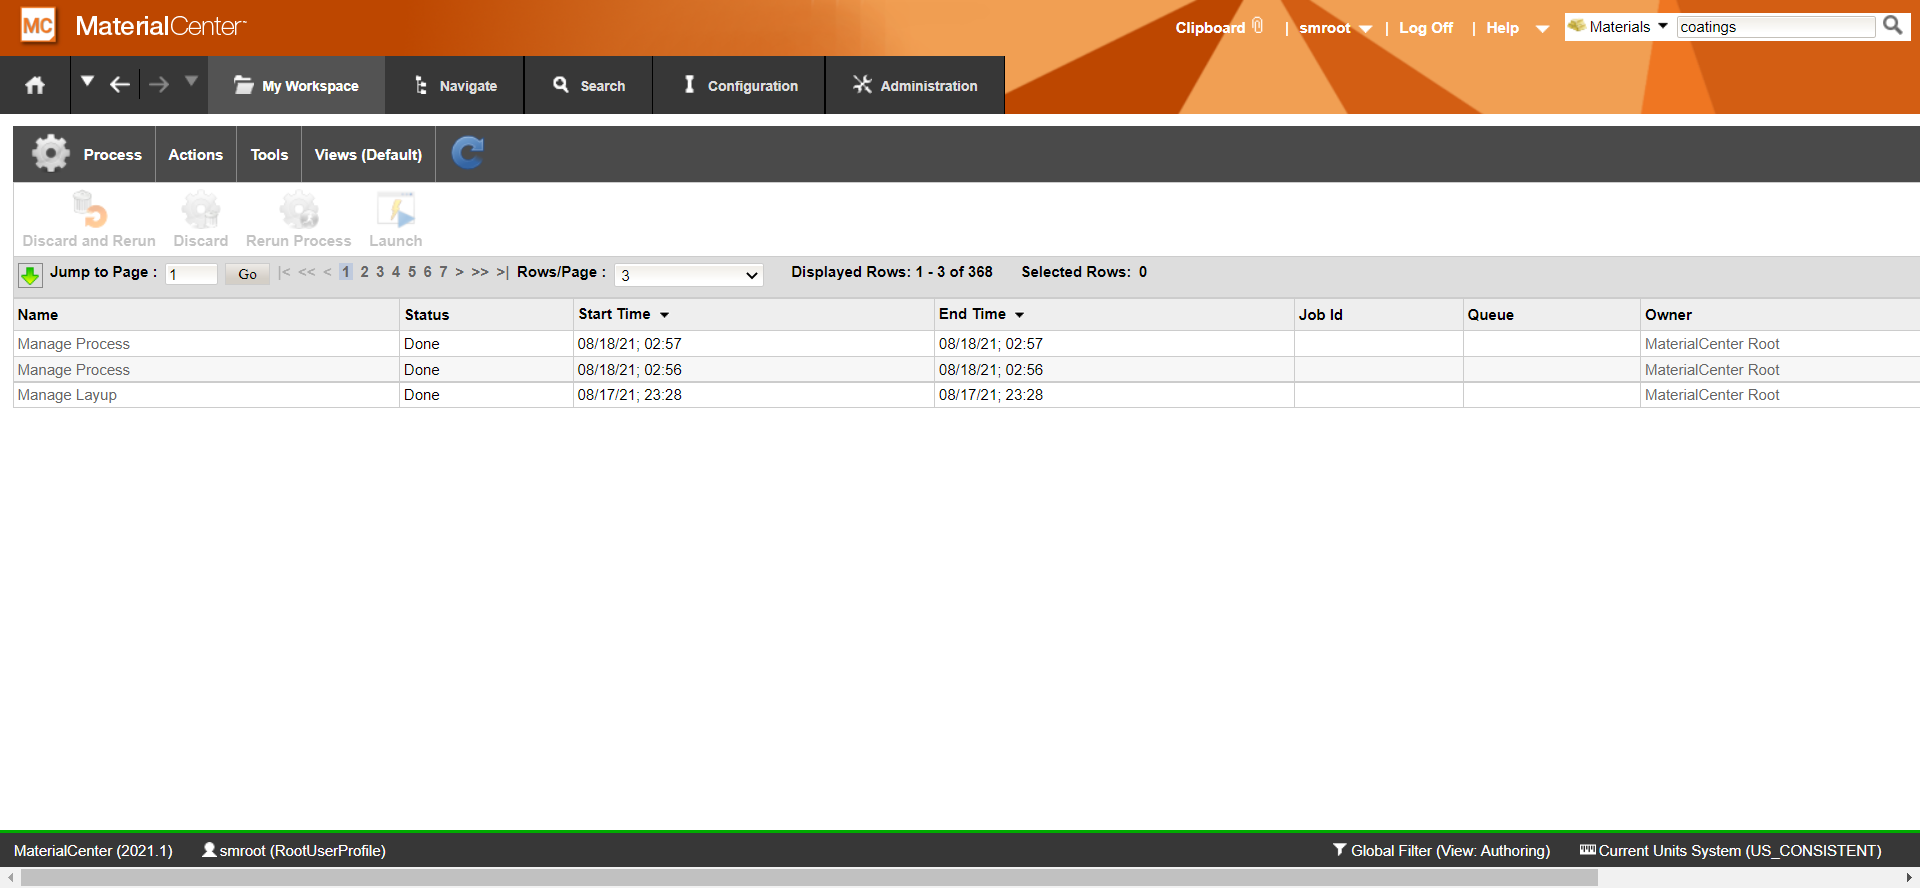 MC MaterialCenter™
Clipboard | smroot | Log Off | Help Materials coatings
My Workspace Navigate Search Configuration Administration
Process Actions Tools Views (Default)
Discard and Rerun Discard Rerun Process Launch
Jump to Page : 1 Go |< << < 1 2 3 4 5 6 7 > >> >| Rows/Page : 3 Displayed Rows: 1 - 3 of 368 Selected Rows: 0
Name Status Start Time End Time Job Id Queue Owner
Manage Process Done 08/18/21; 02:57 08/18/21; 02:57 MaterialCenter Root
Manage Process Done 08/18/21; 02:56 08/18/21; 02:56 MaterialCenter Root
Manage Layup Done 08/17/21; 23:28 08/17/21; 23:28 MaterialCenter Root
MaterialCenter (2021.1) smroot (RootUserProfile) Global Filter (View: Authoring) Current Units System (US_CONSISTENT)